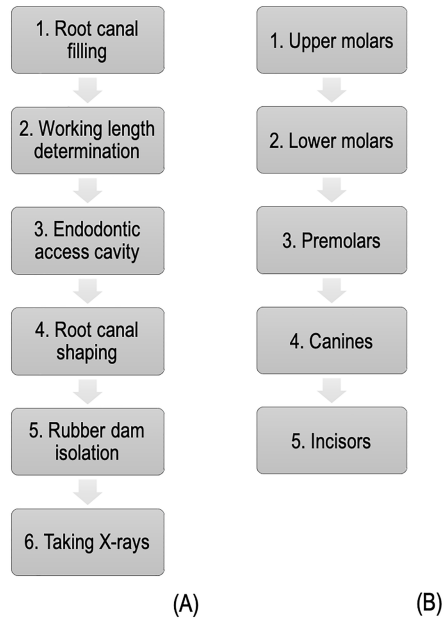 1. Root canal
filling
2. Working length
determination
3. Endodontic
access cavity
4. Root canal
shaping
5. Rubber dam
isolation
6. Taking X-rays
(A)
1. Upper molars
2. Lower molars
3. Premolars
4. Canines
5. Incisors
(B)